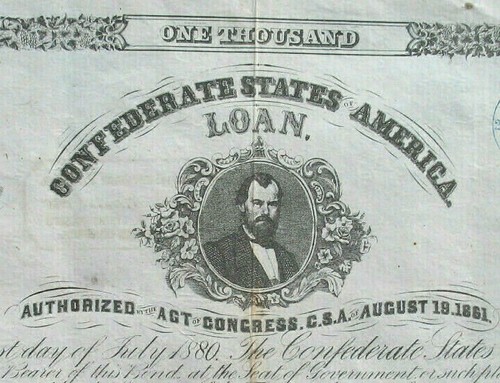 ONE THOUSAND
CONFEDERATE STATES OF AMERICA.
LOAN,
AUTHORIZED BY THE ACT OF CONGRESS, C.S.A. OF AUGUST 19. 1861.
st day of July 1880. The Confederate States
Bearer of this Bond, at the Seat of Government, or such p